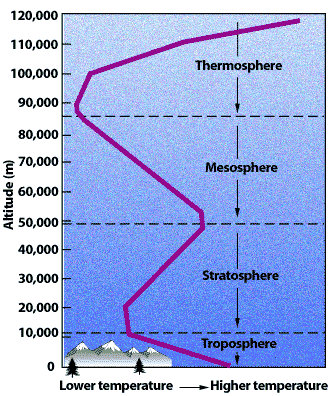 120,000
110,000
100,000
90,000
80,000
70,000
60,000
50,000
40,000
30,000
20,000
10,000
0
Altitude (m)
Thermosphere
Mesosphere
Stratosphere
Troposphere
Lower temperature → Higher temperature